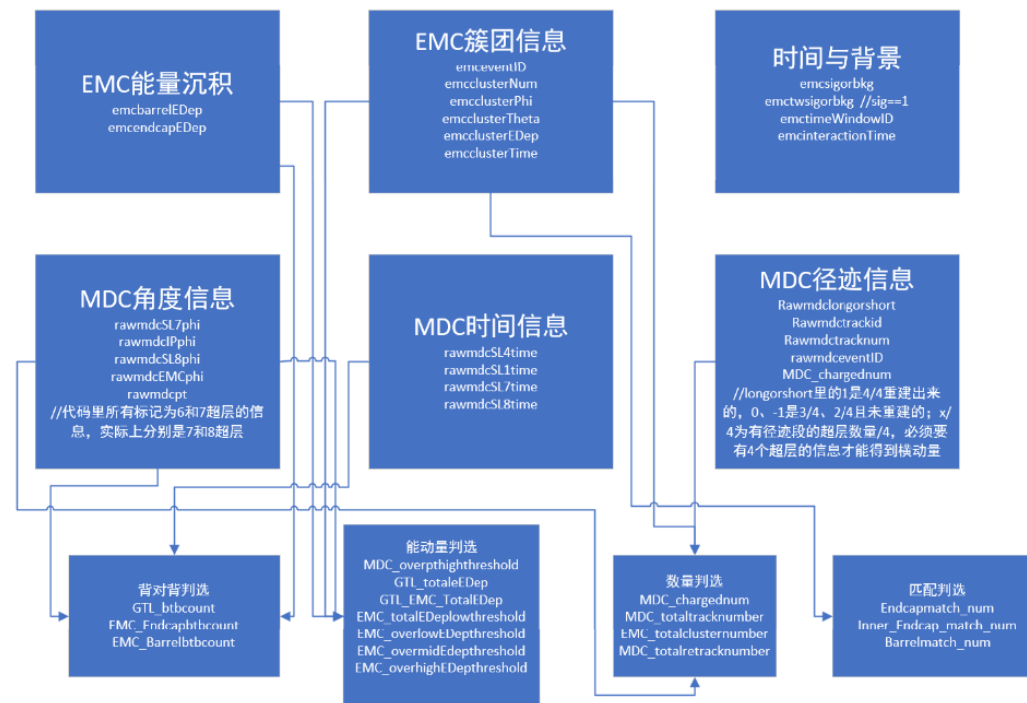 EMC能量沉积
emcbarrelEDep
emcendcapEDep
EMC簇团信息
emceventID
emcclusterNum
emcclusterPhi
emcclusterTheta
emcclusterEDep
emcclusterTime
时间与背景
emcsigorbkg
emctwsigorbkg //sig==1
emctimeWindowID
emcinteractionTime
MDC角度信息
rawmdcSL7phi
rawmdcIPphi
rawmdcSL8phi
rawmdcEMCphi
rawmdcpt
//代码里所有标记为6和7超层的信
息，实际上分别是7和8超层
MDC时间信息
rawmdcSL4time
rawmdcSL1time
rawmdcSL7time
rawmdcSL8time
MDC径迹信息
Rawmdclongorshort
Rawmdctrackid
Rawmdctracknum
rawmdceventID
MDC_chargednum
//longorshort里的1是4/4重建出来
的，0、-1是3/4、2/4且未重建的；x/
4为有径迹段的超层数量/4，必须要
有4个超层的信息才能得到横动量
背对背判选
GTL_btbcount
EMC_Endcapbtbcount
EMC_Barrelbtbcount
能动量判选
MDC_overpthighthreshold
GTL_totaleEDep
GTL_EMC_TotalEDep
EMC_totalEDeplowthreshold
EMC_overlowEDepthreshold
EMC_overmidEdepthreshold
EMC_overhighEDepthreshold
数量判选
MDC_chargednum
MDC_totaltracknumber
EMC_totalclusternumber
MDC_totalretracknumber
匹配判选
Endcapmatch_num
Inner_Endcap_match_num
Barrelmatch_num